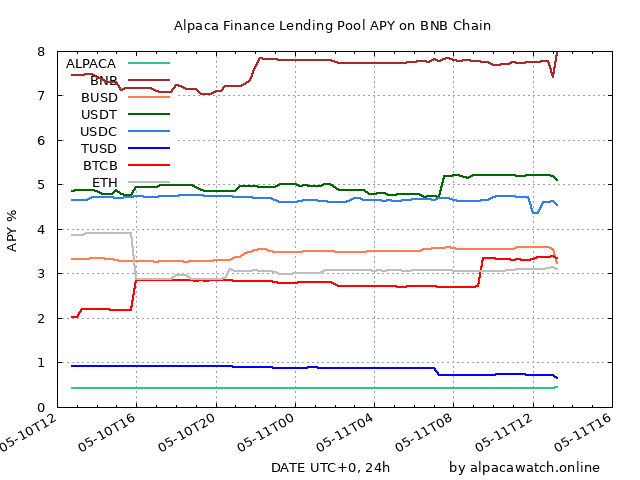 Alpaca Finance Lending Pool APY on BNB Chain
APY %
8
7
6
5
4
3
2
1
0
ALPACA
BNB
BUSD
USDT
USDC
TUSD
BTCB
ETH
05-10T12
05-10T16
05-10T20
05-11T00
05-11T04
05-11T08
05-11T12
05-11T16
DATE UTC+0, 24h
by alpacawatch.online